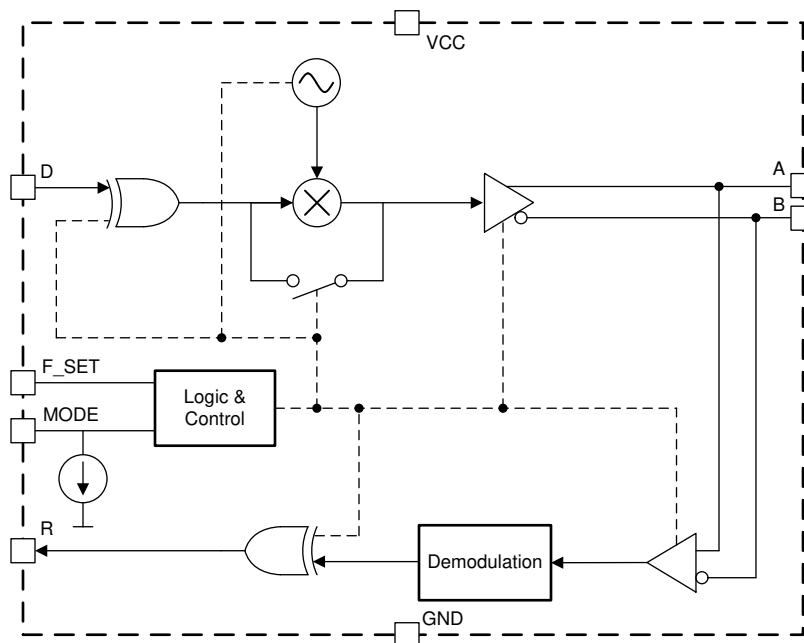 VCC
D
A
B
F_SET
Logic &
Control
MODE
R
Demodulation
GND